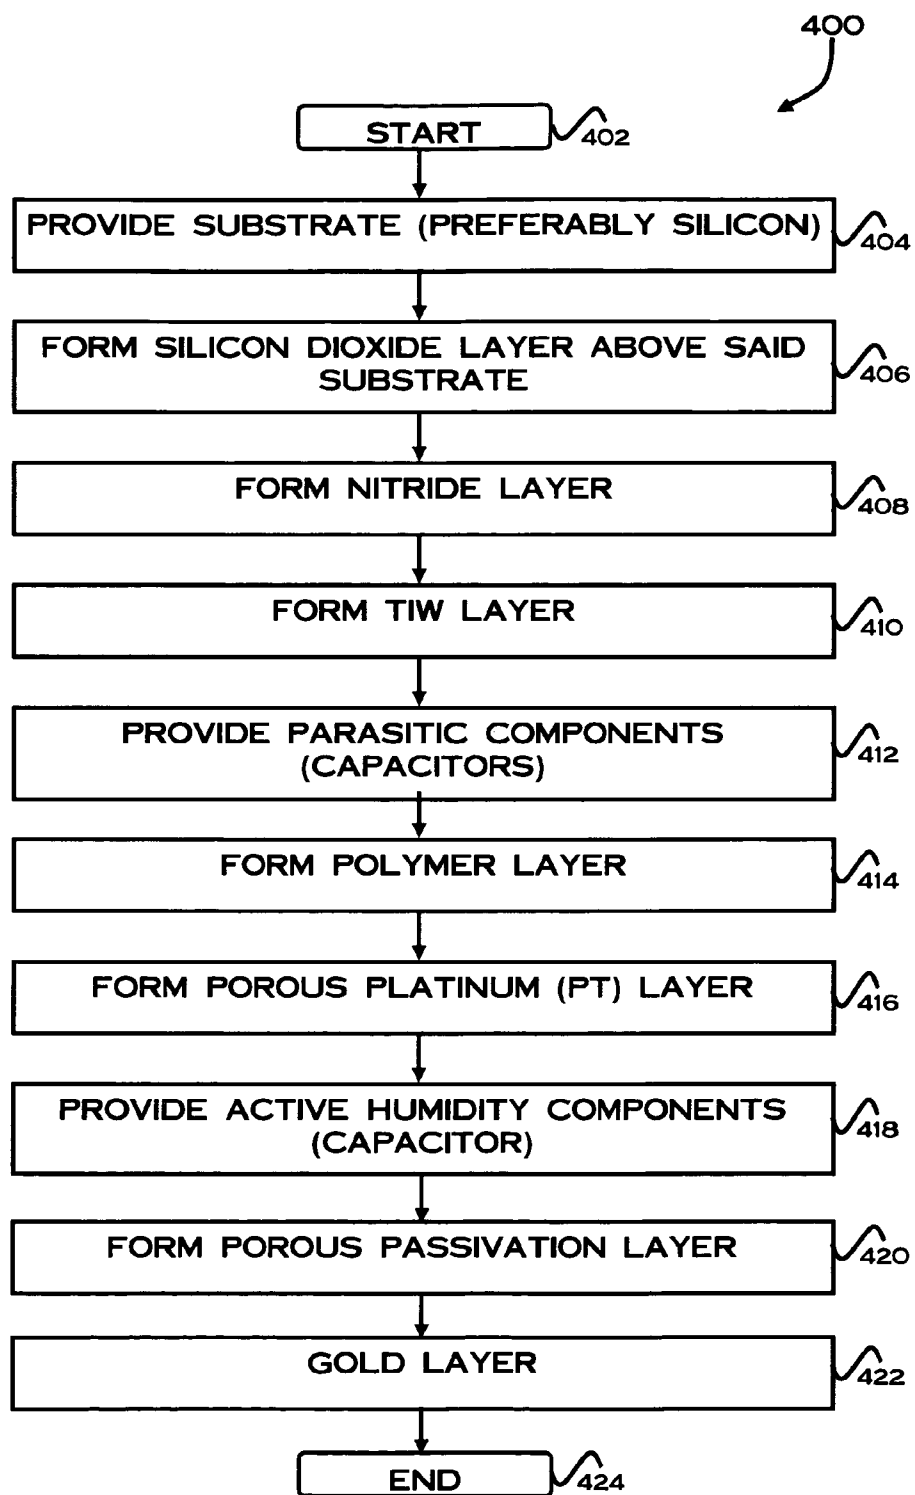 400
START
402
PROVIDE SUBSTRATE (PREFERABLY SILICON)
404
FORM SILICON DIOXIDE LAYER ABOVE SAID
SUBSTRATE
406
FORM NITRIDE LAYER
408
FORM TIW LAYER
410
PROVIDE PARASITIC COMPONENTS
(CAPACITORS)
412
FORM POLYMER LAYER
414
FORM POROUS PLATINUM (PT) LAYER
416
PROVIDE ACTIVE HUMIDITY COMPONENTS
(CAPACITOR)
418
FORM POROUS PASSIVATION LAYER
420
GOLD LAYER
422
END
424